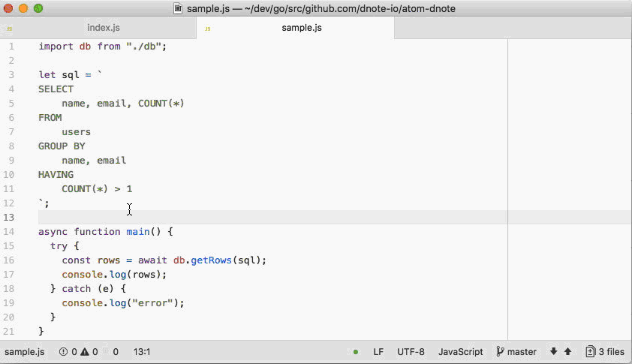 sample.js — ~/dev/go/src/github.com/dnote-io/atom-dnote
index.js
sample.js
1 import db from "./db";
2
3 let sql = `
4 SELECT
5 name, email, COUNT(*)
6 FROM
7 users
8 GROUP BY
9 name, email
10 HAVING
11 COUNT(*) > 1
12 `;
13
14 async function main() {
15 try {
16 const rows = await db.getRows(sql);
17 console.log(rows);
18 } catch (e) {
19 console.log("error");
20 }
21 }
sample.js 0 0 0 13:1 LF UTF-8 JavaScript master 3 files